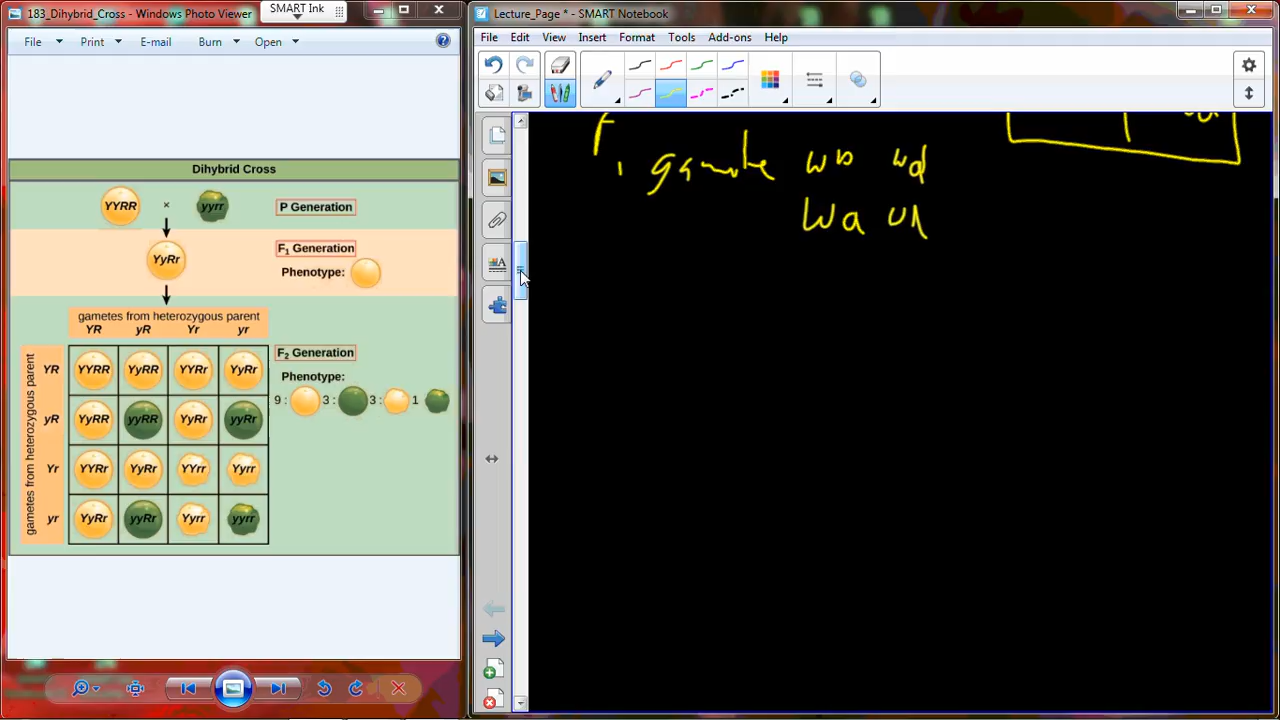 183_Dihybrid_Cross - Windows Photo Viewer
SMART Ink
File Print E-mail Burn Open
Dihybrid Cross
YYRR × yyrr P Generation
F1 Generation
YyRr
Phenotype:
gametes from heterozygous parent
YR yR Yr yr
gametes from heterozygous parent
F2 Generation
Phenotype:
9 : 3 : 3 : 1
YR YYRR YyRR YYRr YyRr
yR YyRR yyRR YyRr yyRr
Yr YYRr YyRr YYrr Yyrr
yr YyRr yyRr Yyrr yyrr
Lecture_Page * - SMART Notebook
File Edit View Insert Format Tools Add-ons Help
F1 gamete